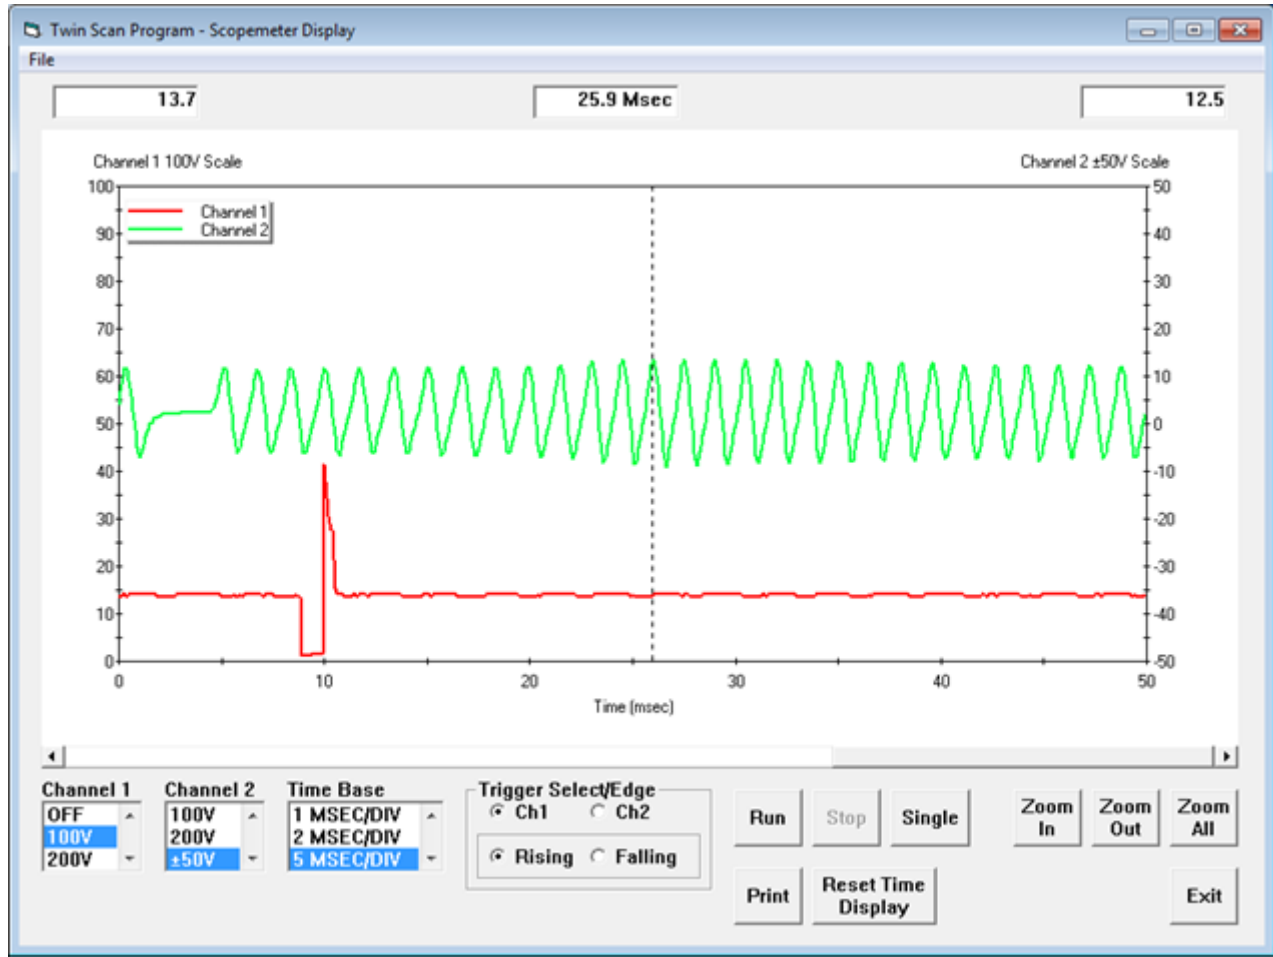 Twin Scan Program - Scopemeter Display
File
13.7
25.9 Msec
12.5
Channel 1 100V Scale
Channel 2 ±50V Scale
100
90
80
70
60
50
40
30
20
10
0
Channel 1
Channel 2
50
40
30
20
10
0
-10
-20
-30
-40
-50
0 10 20 30 40 50
Time (msec)
Channel 1
OFF
100V
200V
Channel 2
100V
200V
±50V
Time Base
1 MSEC/DIV
2 MSEC/DIV
5 MSEC/DIV
Trigger Select/Edge
Ch1 Ch2
Rising Falling
Run
Stop
Single
Zoom
In
Zoom
Out
Zoom
All
Print
Reset Time
Display
Exit